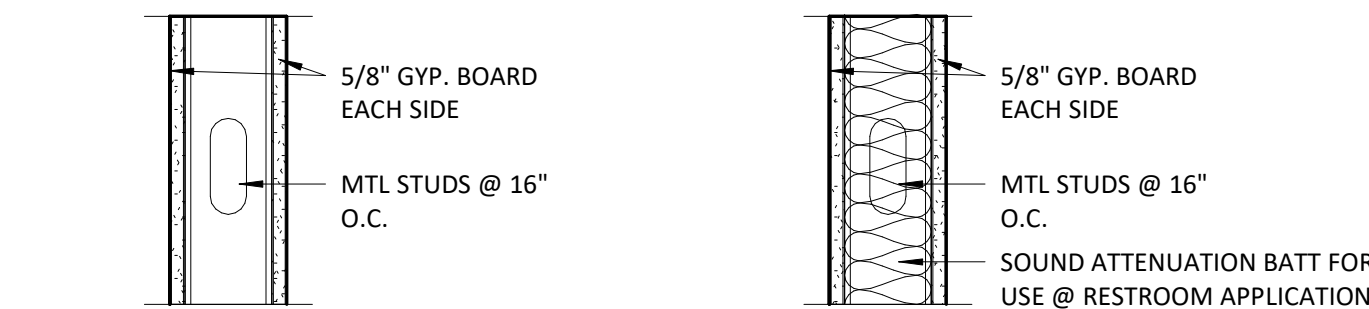 5/8" GYP. BOARD
EACH SIDE
MTL STUDS @ 16"
O.C.
5/8" GYP. BOARD
EACH SIDE
MTL STUDS @ 16"
O.C.
SOUND ATTENUATION BATT FOR
USE @ RESTROOM APPLICATION